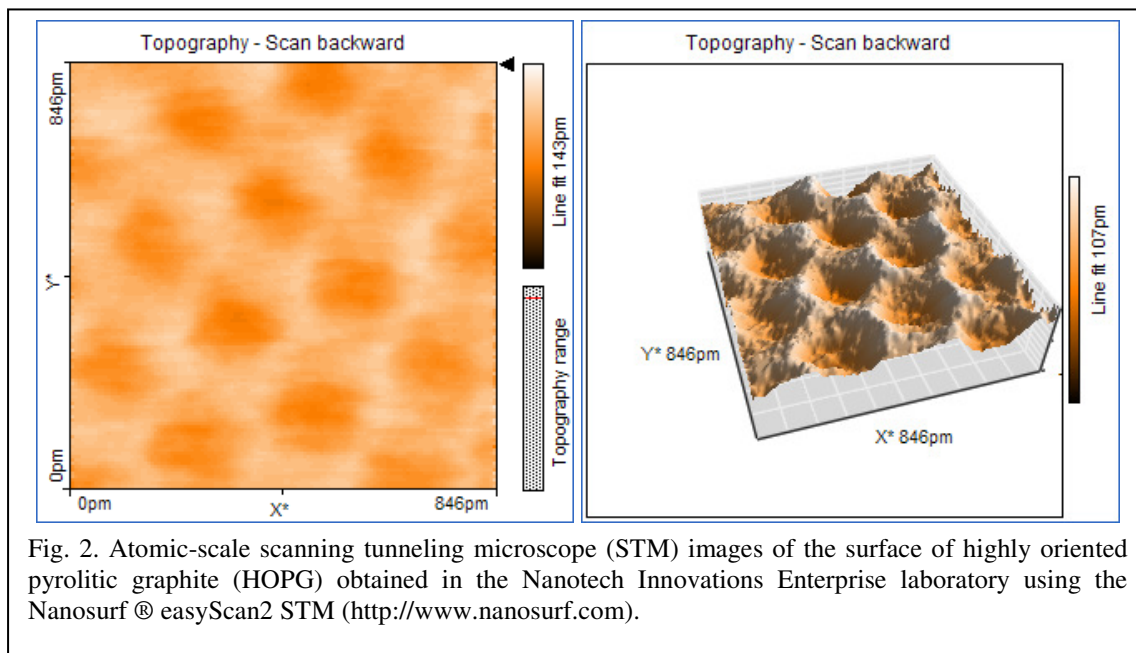 Topography - Scan backward
846pm
Y*
0pm
0pm
X*
846pm
Line fit 143pm
Topography range
Topography - Scan backward
Y* 846pm
X* 846pm
Line fit 107pm
Fig. 2. Atomic-scale scanning tunneling microscope (STM) images of the surface of highly oriented
pyrolitic graphite (HOPG) obtained in the Nanotech Innovations Enterprise laboratory using the
Nanosurf ® easyScan2 STM (http://www.nanosurf.com).